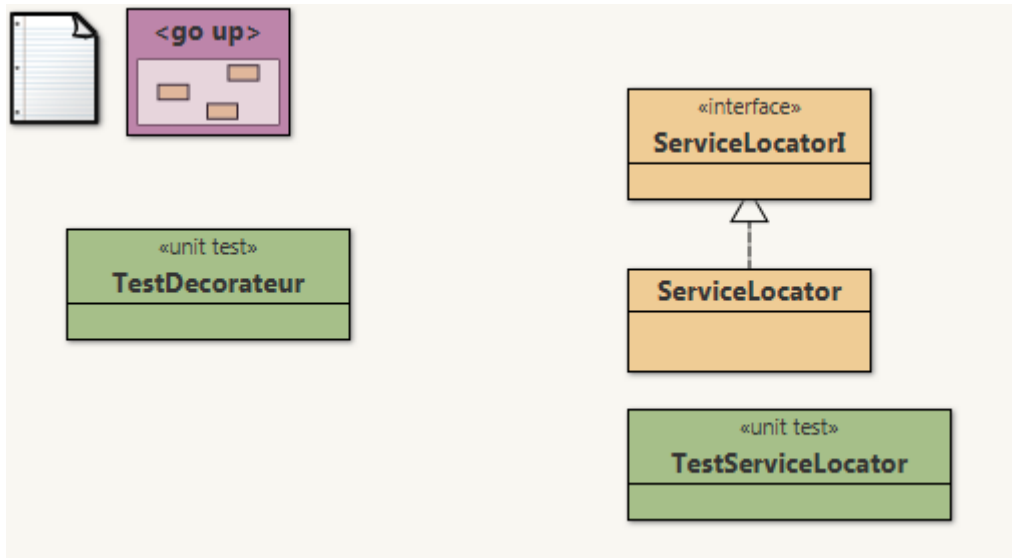 <go up>
«interface»
ServiceLocatorI
«unit test»
TestDecorateur
ServiceLocator
«unit test»
TestServiceLocator